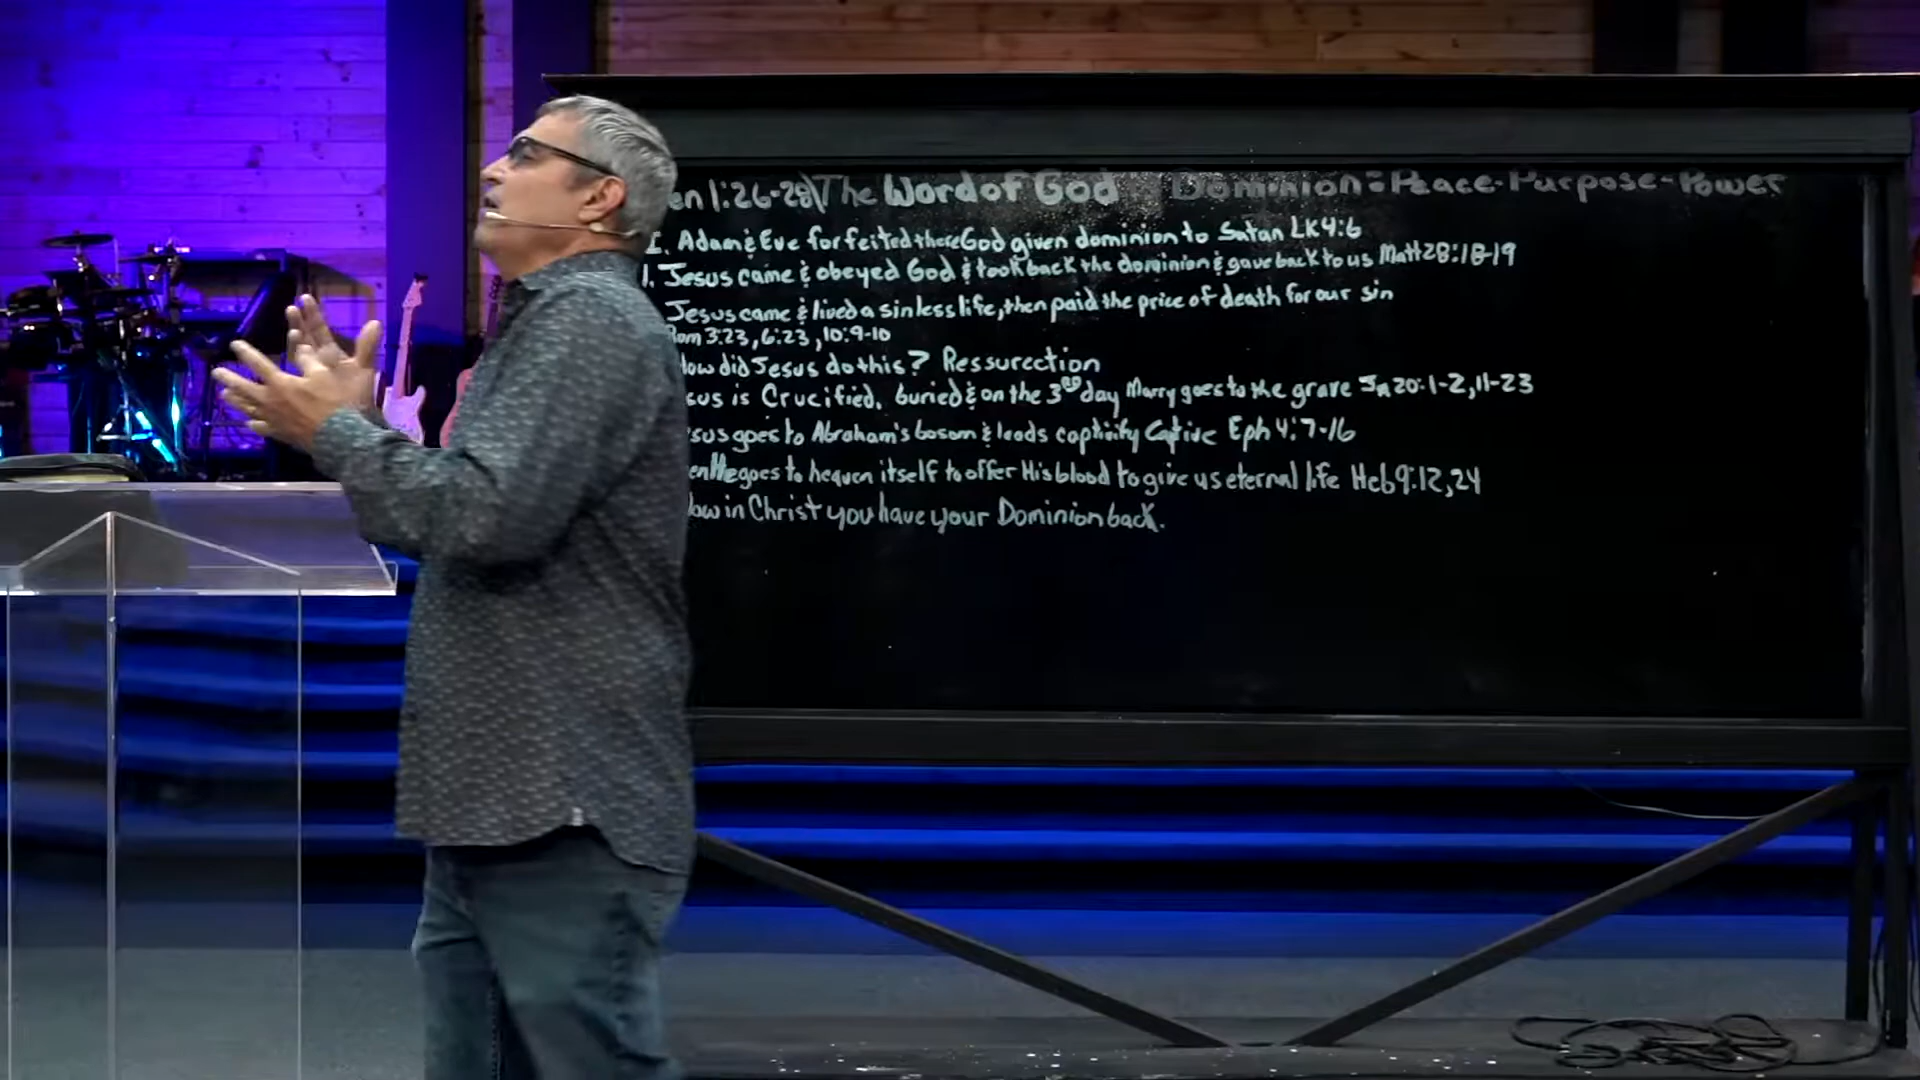 en 1:26-28 The Word of God Dominion = Peace-Purpose-Power
I. Adam & Eve forfeited there God given dominion to Satan LK 4:6
1. Jesus came & obeyed God & took back the dominion & gave back to us Matt 28:18-19
Jesus came & lived a sinless life, then paid the price of death for our sin
Rom 3:23, 6:23, 10:9-10
How did Jesus do this? Ressurection
sus is Crucified, buried & on the 3rd day Marry goes to the grave Jn 20:1-2, 11-23
sus goes to Abraham's bosom & leads captivity Captive Eph 4:7-16
en He goes to heaven itself to offer His blood to give us eternal life Heb 9:12, 24
Now in Christ you have your Dominion back.